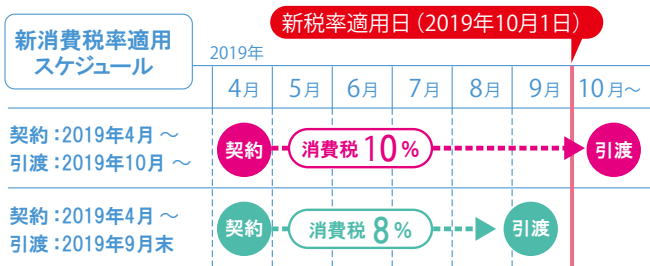 新税率適用日(2019年10月1日)
新消費税率適用
スケジュール
2019年
4月 5月 6月 7月 8月 9月 10月〜
契約:2019年4月 〜
引渡:2019年10月 〜
契約 消費税10% 引渡
契約:2019年4月 〜
引渡:2019年9月末
契約 消費税8% 引渡